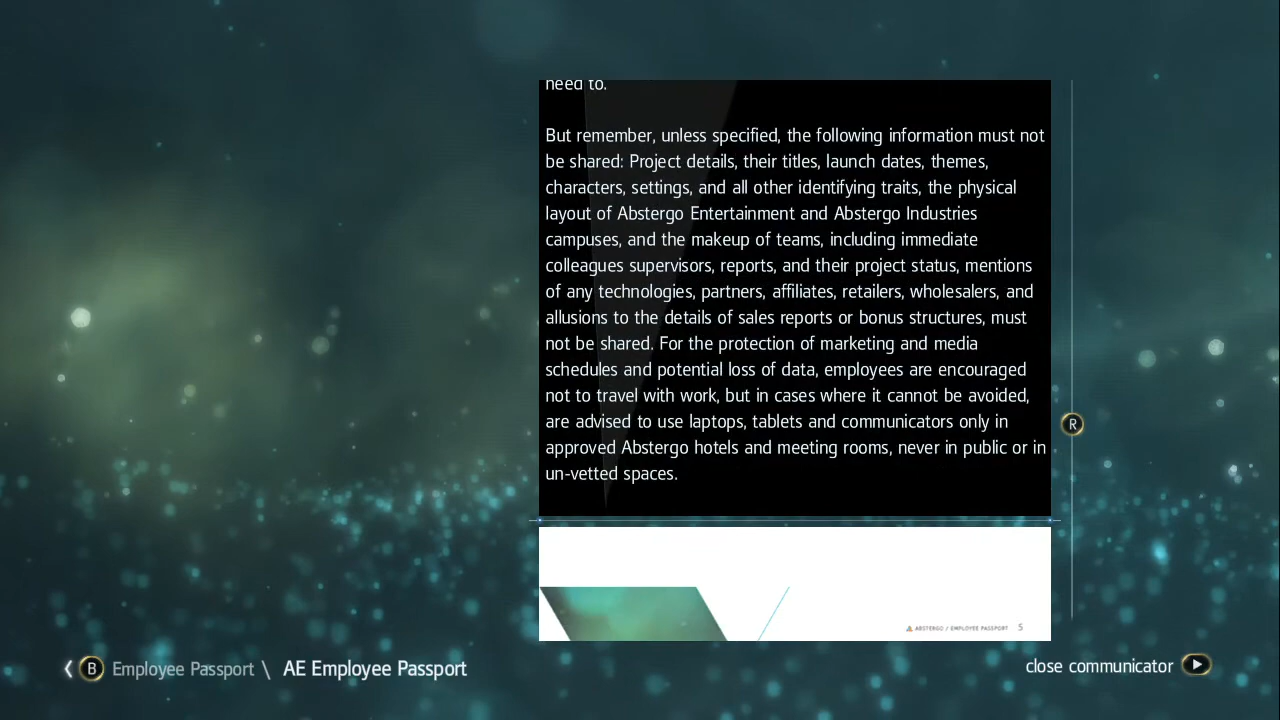 need to.
But remember, unless specified, the following information must not
be shared: Project details, their titles, launch dates, themes,
characters, settings, and all other identifying traits, the physical
layout of Abstergo Entertainment and Abstergo Industries
campuses, and the makeup of teams, including immediate
colleagues supervisors, reports, and their project status, mentions
of any technologies, partners, affiliates, retailers, wholesalers, and
allusions to the details of sales reports or bonus structures, must
not be shared. For the protection of marketing and media
schedules and potential loss of data, employees are encouraged
not to travel with work, but in cases where it cannot be avoided,
are advised to use laptops, tablets and communicators only in
approved Abstergo hotels and meeting rooms, never in public or in
un-vetted spaces.
R
ABSTERGO / EMPLOYEE PASSPORT 5
B Employee Passport \ AE Employee Passport
close communicator